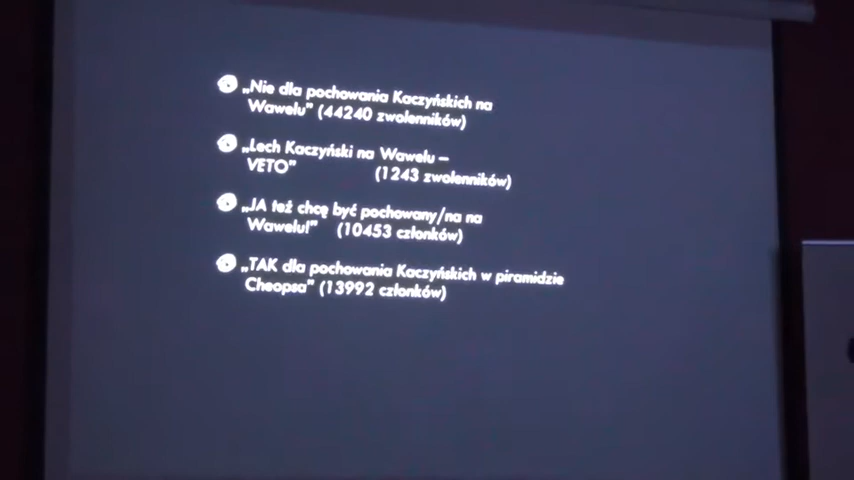 „Nie dla pochowania Kaczyńskich na
Wawelu" (44240 zwolenników)
„Lech Kaczyński na Wawelu –
VETO" (1243 zwolenników)
„JA też chcę być pochowany/na na
Wawelu!" (10453 członków)
„TAK dla pochowania Kaczyńskich w piramidzie
Cheopsa" (13992 członków)